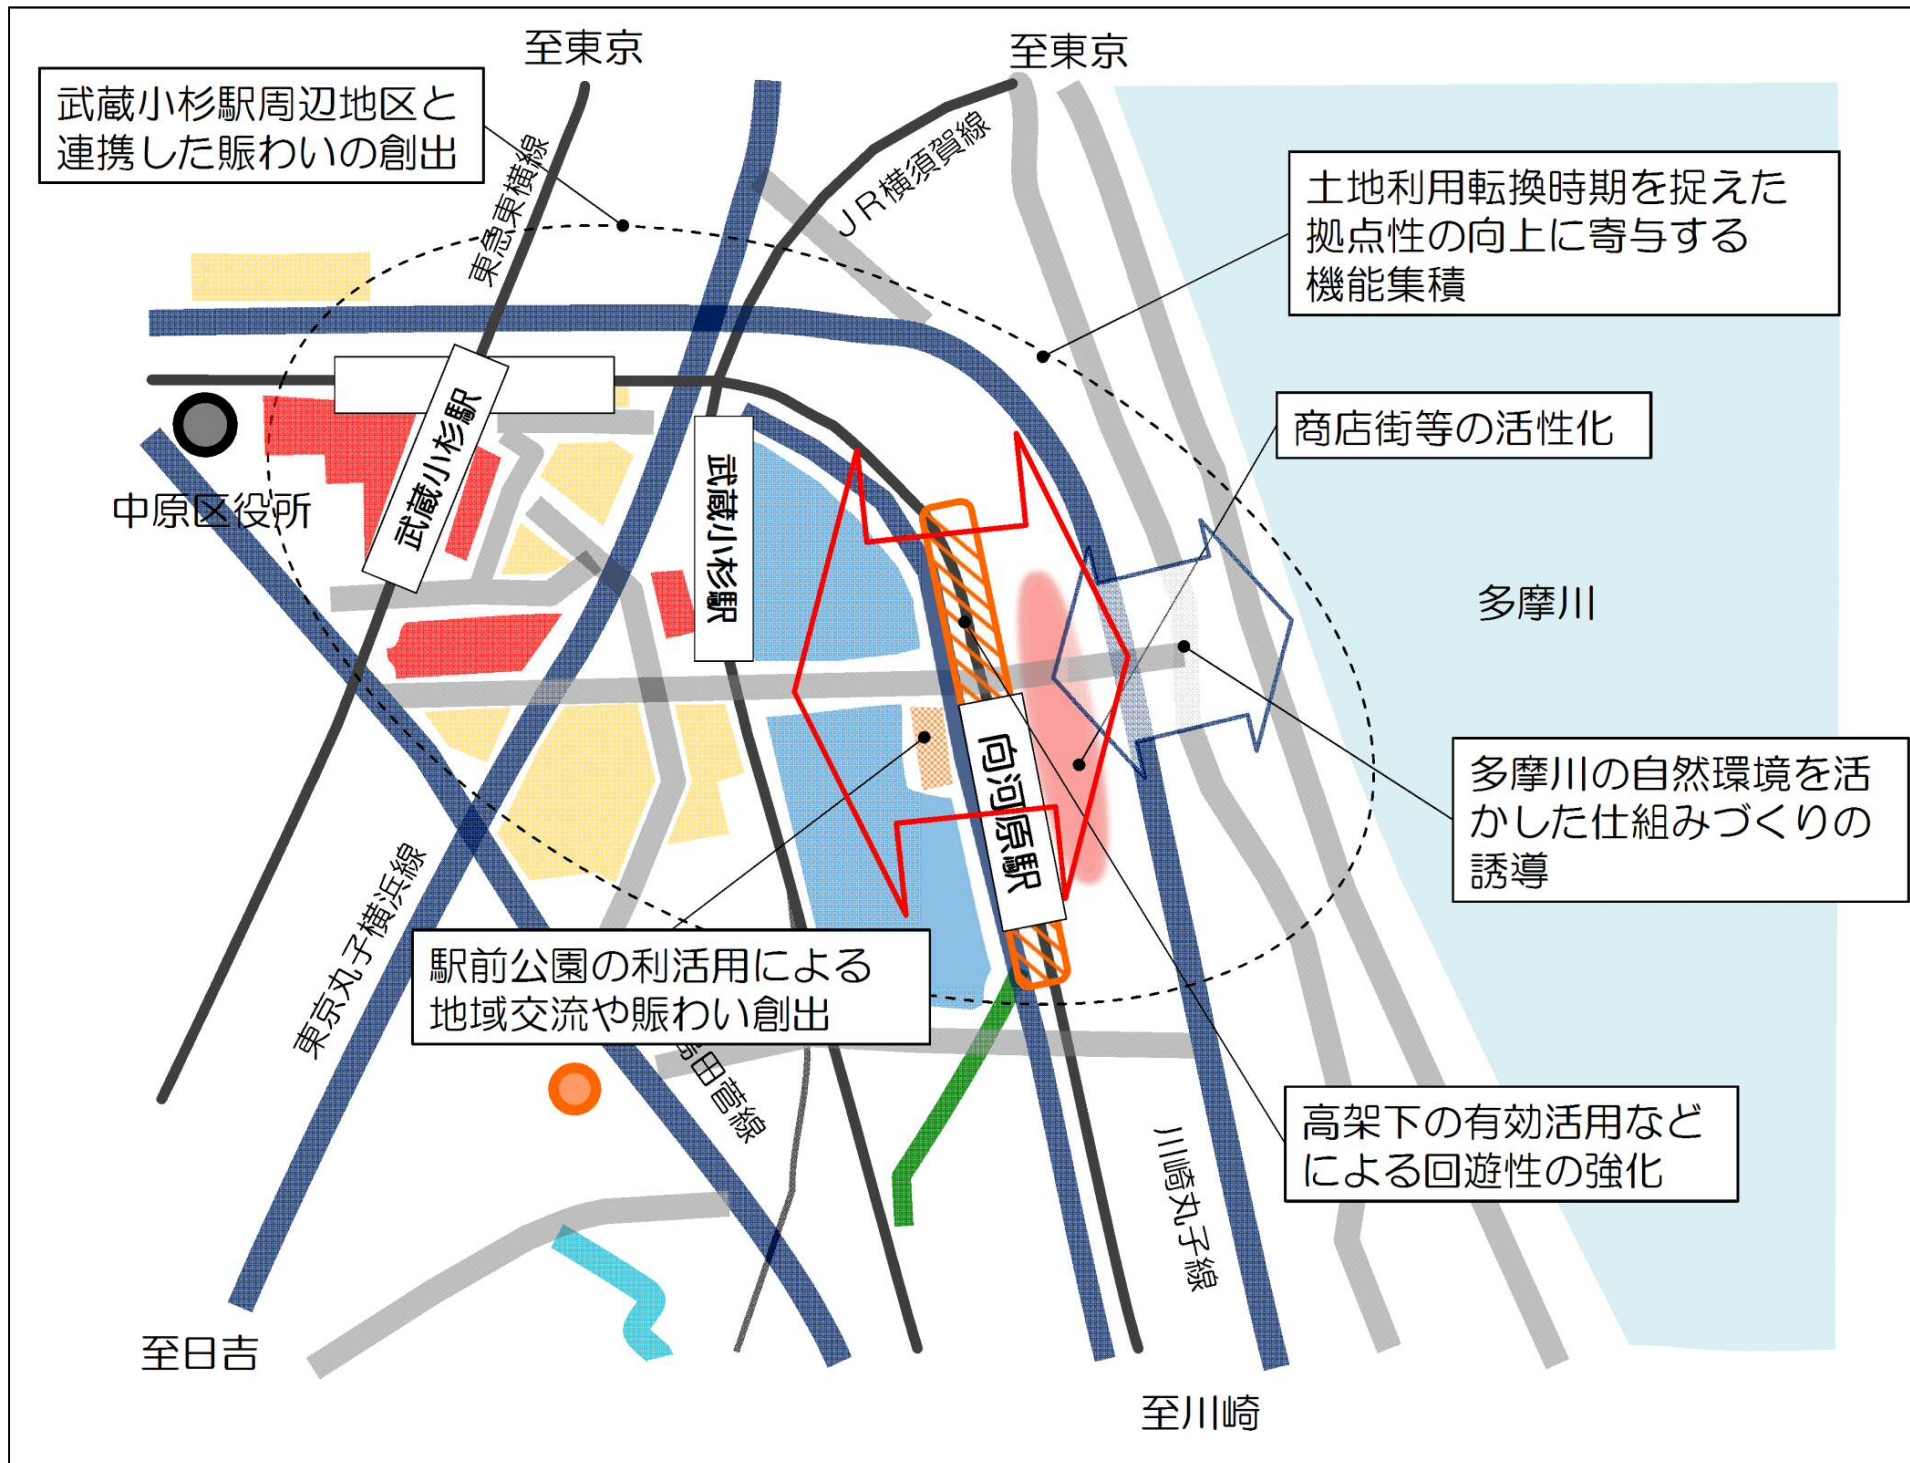 至東京
至東京
武蔵小杉駅周辺地区と
連携した賑わいの創出
東急東横線
JR横須賀線
土地利用転換時期を捉えた
拠点性の向上に寄与する
機能集積
商店街等の活性化
武蔵小杉駅
武蔵小杉駅
中原区役所
多摩川
向河原駅
多摩川の自然環境を活
かした仕組みづくりの
誘導
東京丸子横浜線
駅前公園の利活用による
地域交流や賑わい創出
田菅線
高架下の有効活用など
による回遊性の強化
川崎丸子線
至日吉
至川崎